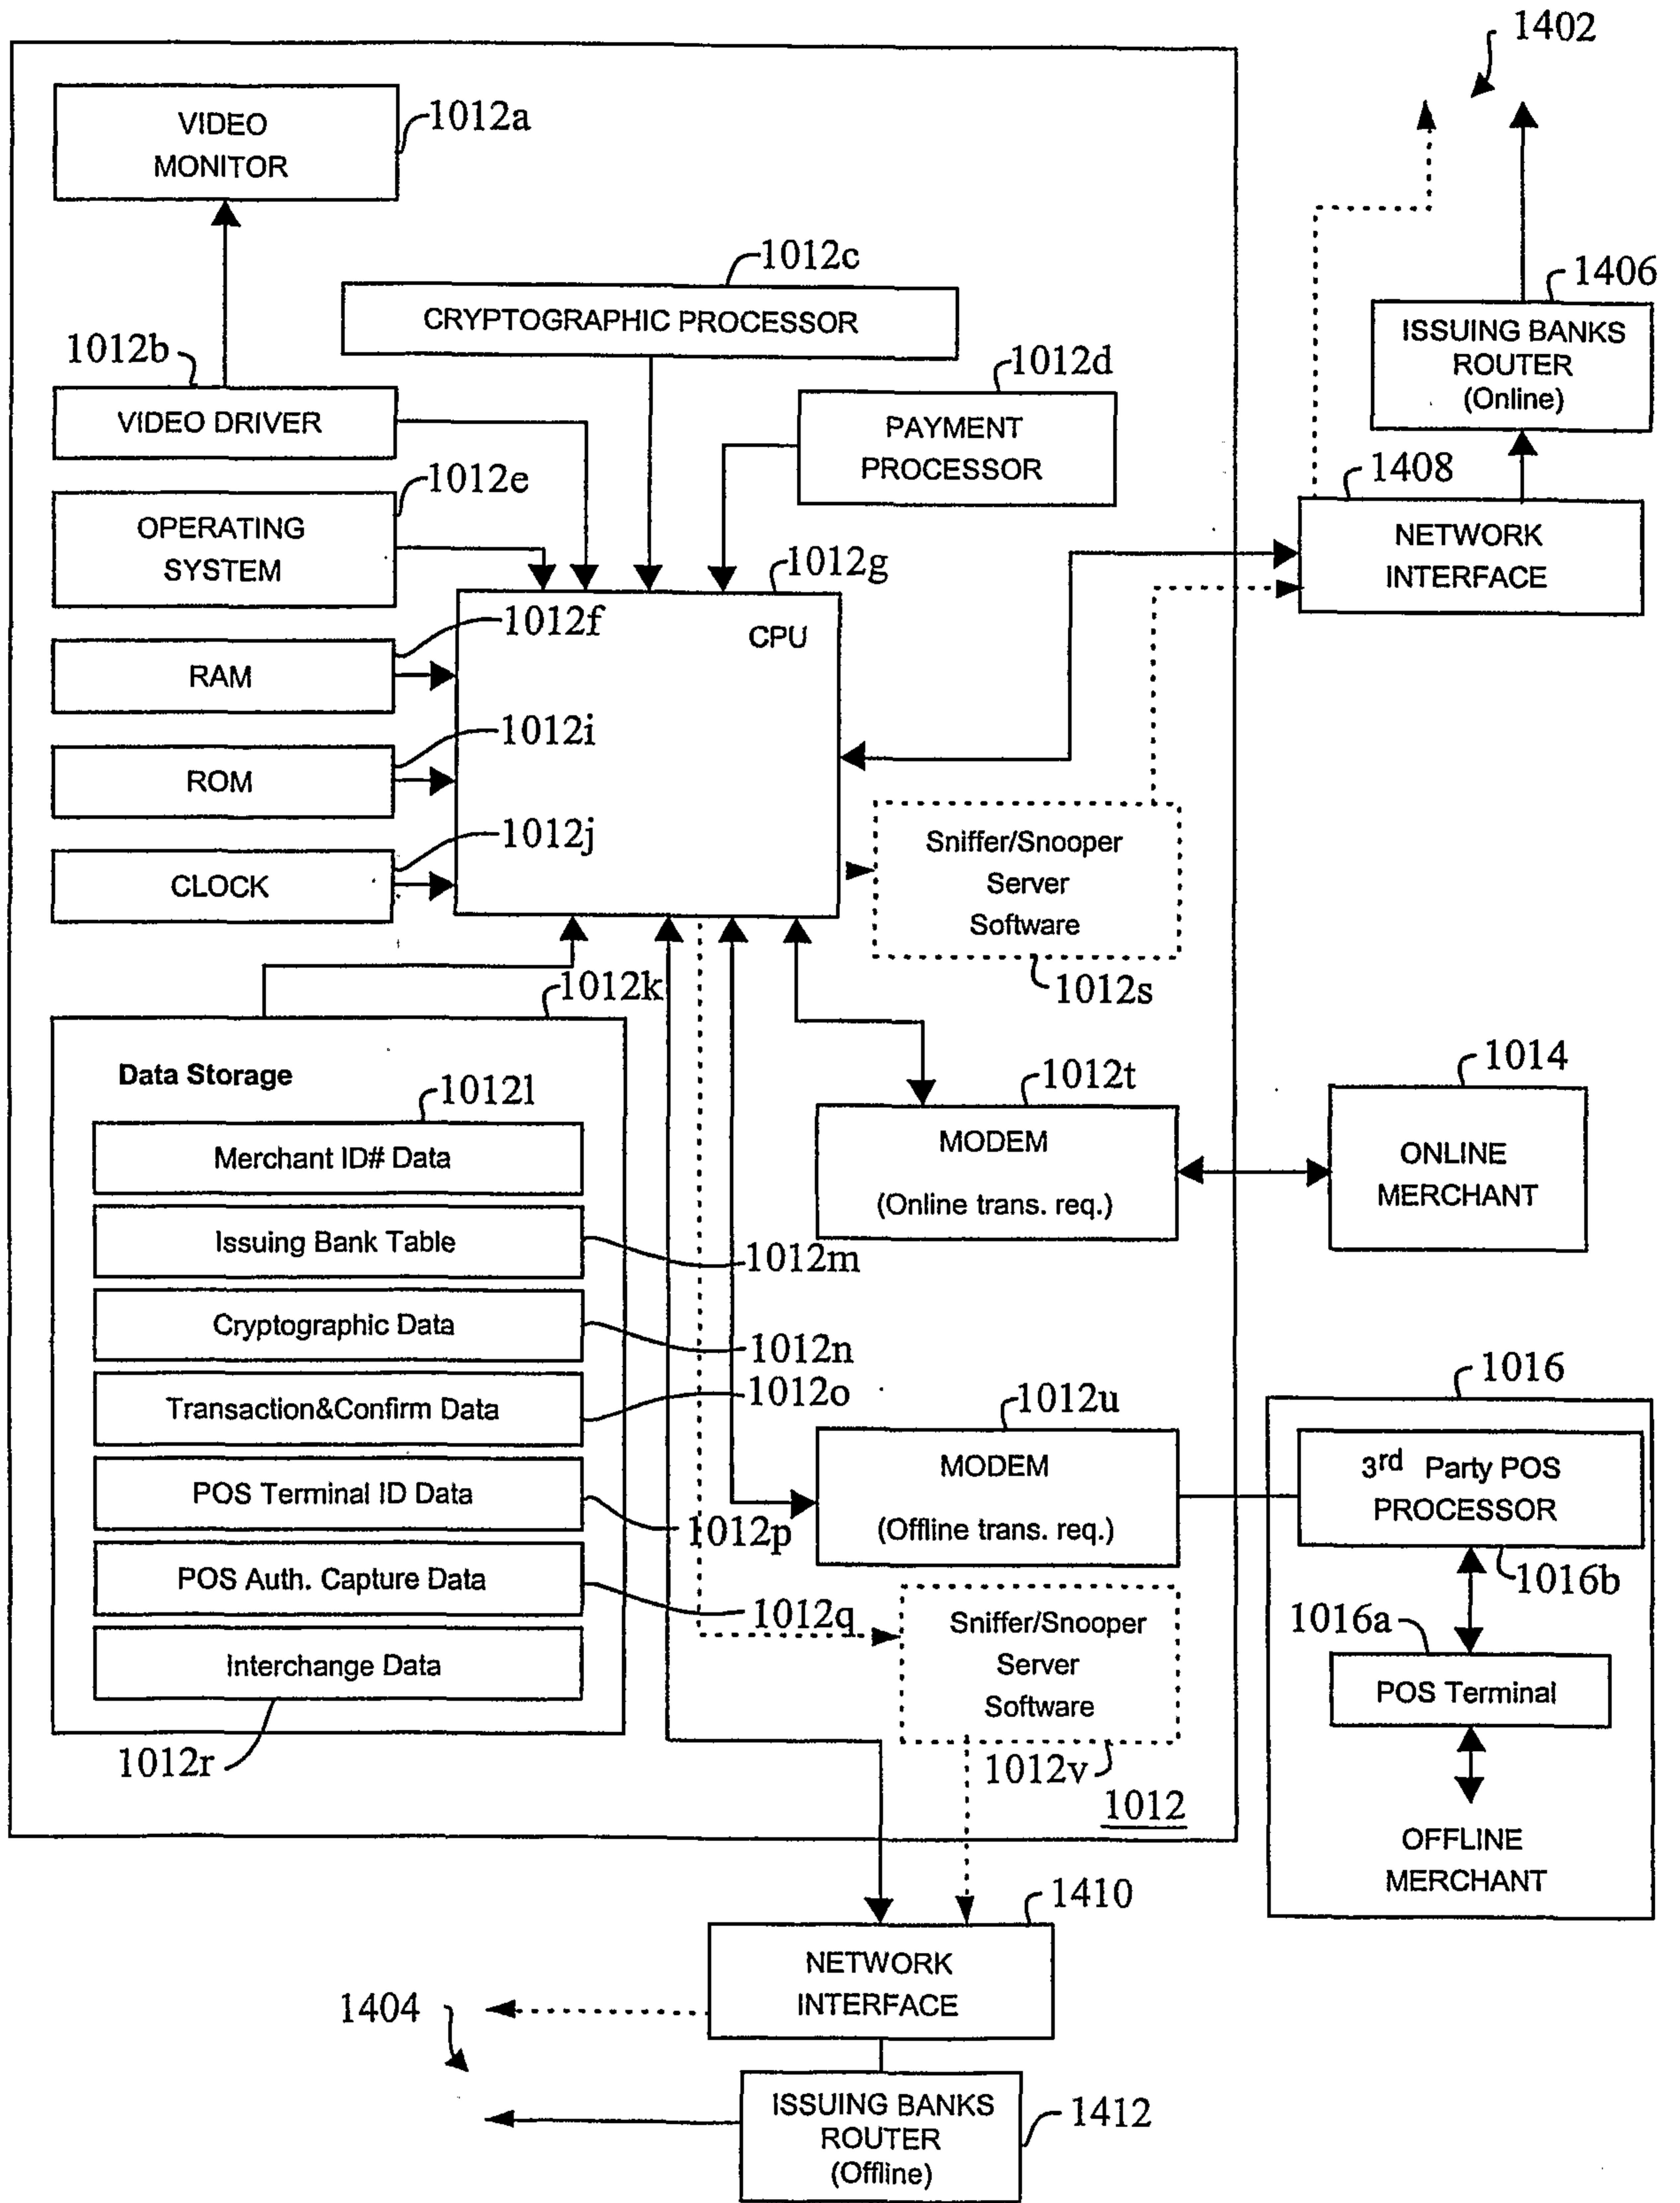 1402
VIDEO
MONITOR
1012a
1012c
CRYPTOGRAPHIC PROCESSOR
1406
ISSUING BANKS
ROUTER
(Online)
1012b
VIDEO DRIVER
1012d
PAYMENT
PROCESSOR
1012e
OPERATING
SYSTEM
1408
NETWORK
INTERFACE
1012g
CPU
1012f
RAM
1012i
ROM
1012j
CLOCK
Sniffer/Snooper
Server
Software
1012s
1012k
Data Storage
1012l
Merchant ID# Data
Issuing Bank Table
1012m
Cryptographic Data
1012n
1012o
Transaction&Confirm Data
POS Terminal ID Data
1012p
POS Auth. Capture Data
1012q
Interchange Data
1012r
1012t
MODEM
(Online trans. req.)
1014
ONLINE
MERCHANT
1012u
MODEM
(Offline trans. req.)
1016
3rd Party POS
PROCESSOR
1016b
1016a
POS Terminal
OFFLINE
MERCHANT
Sniffer/Snooper
Server
Software
1012v
1012
1410
NETWORK
INTERFACE
1404
ISSUING BANKS
ROUTER
(Offline)
1412